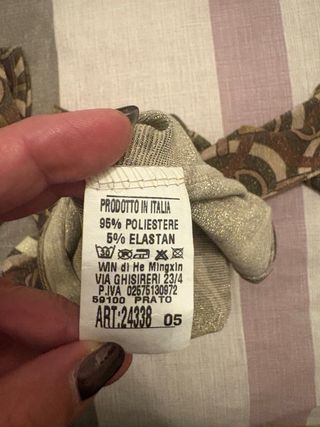 PRODOTTO IN ITALIA
95% POLIESTERE
5% ELASTAN
WIN di He Mingxin
VIA GHISIRERI 23/4
P.IVA 02575130972
59100 PRATO
ART:24338 05